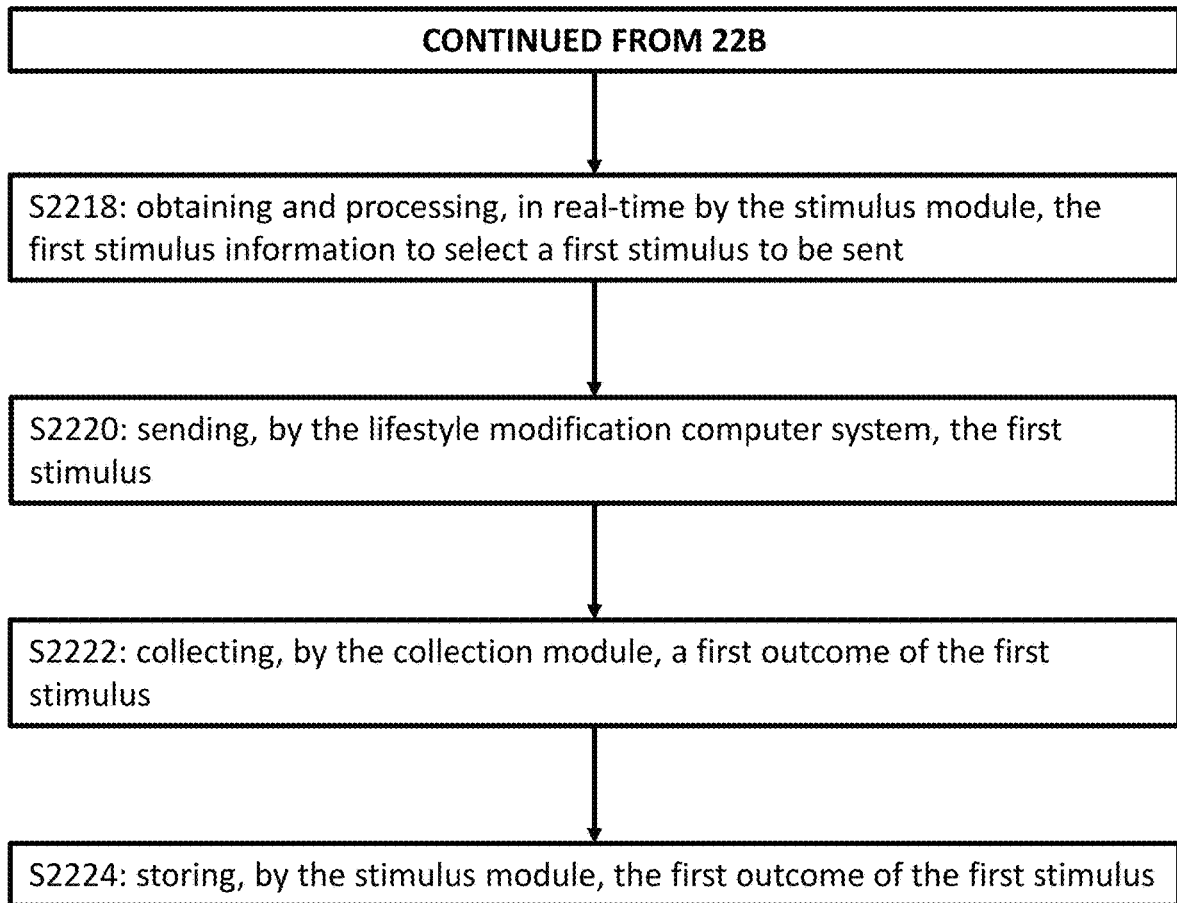 CONTINUED FROM 22B
S2218: obtaining and processing, in real-time by the stimulus module, the
first stimulus information to select a first stimulus to be sent
S2220: sending, by the lifestyle modification computer system, the first
stimulus
S2222: collecting, by the collection module, a first outcome of the first
stimulus
S2224: storing, by the stimulus module, the first outcome of the first stimulus